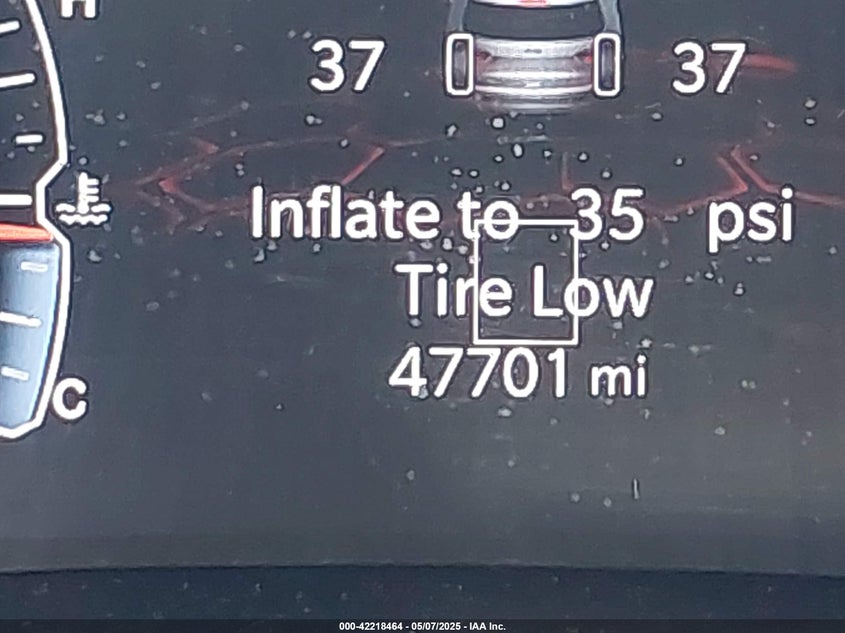 H
37 37
Inflate to 35 psi
Tire Low
47701 mi
C
000-42218464 - 05/07/2025 - IAA Inc.